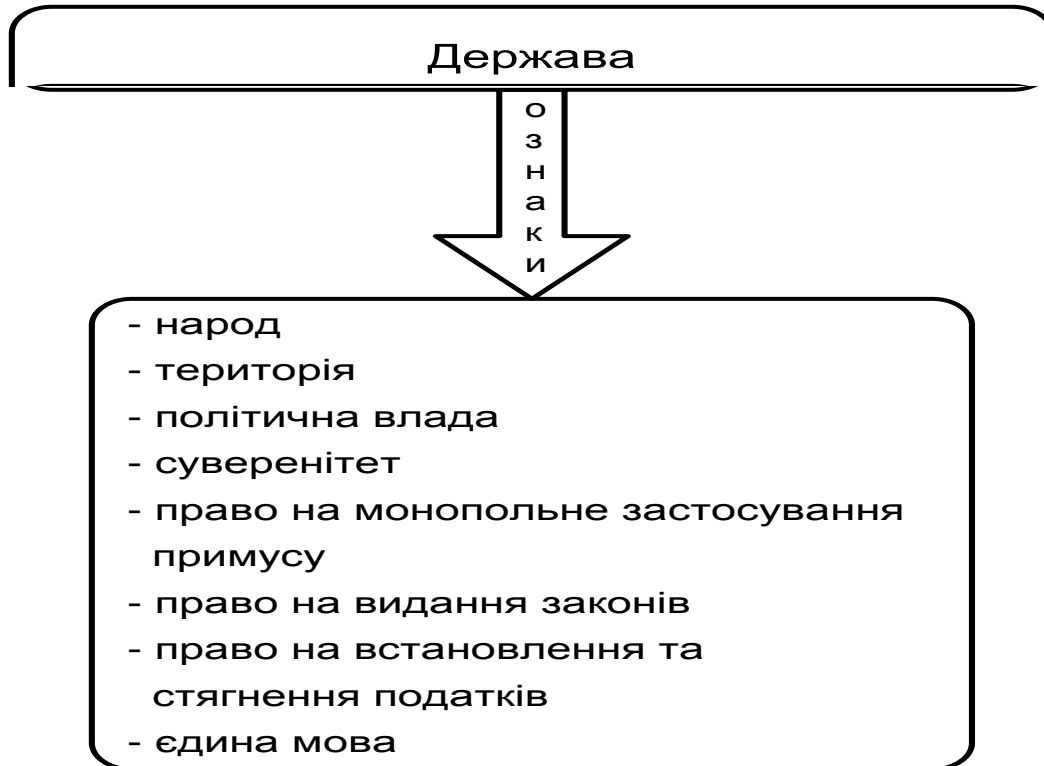 Держава
ознаки
- народ
- територія
- політична влада
- суверенітет
- право на монопольне застосування
примусу
- право на видання законів
- право на встановлення та
стягнення податків
- єдина мова